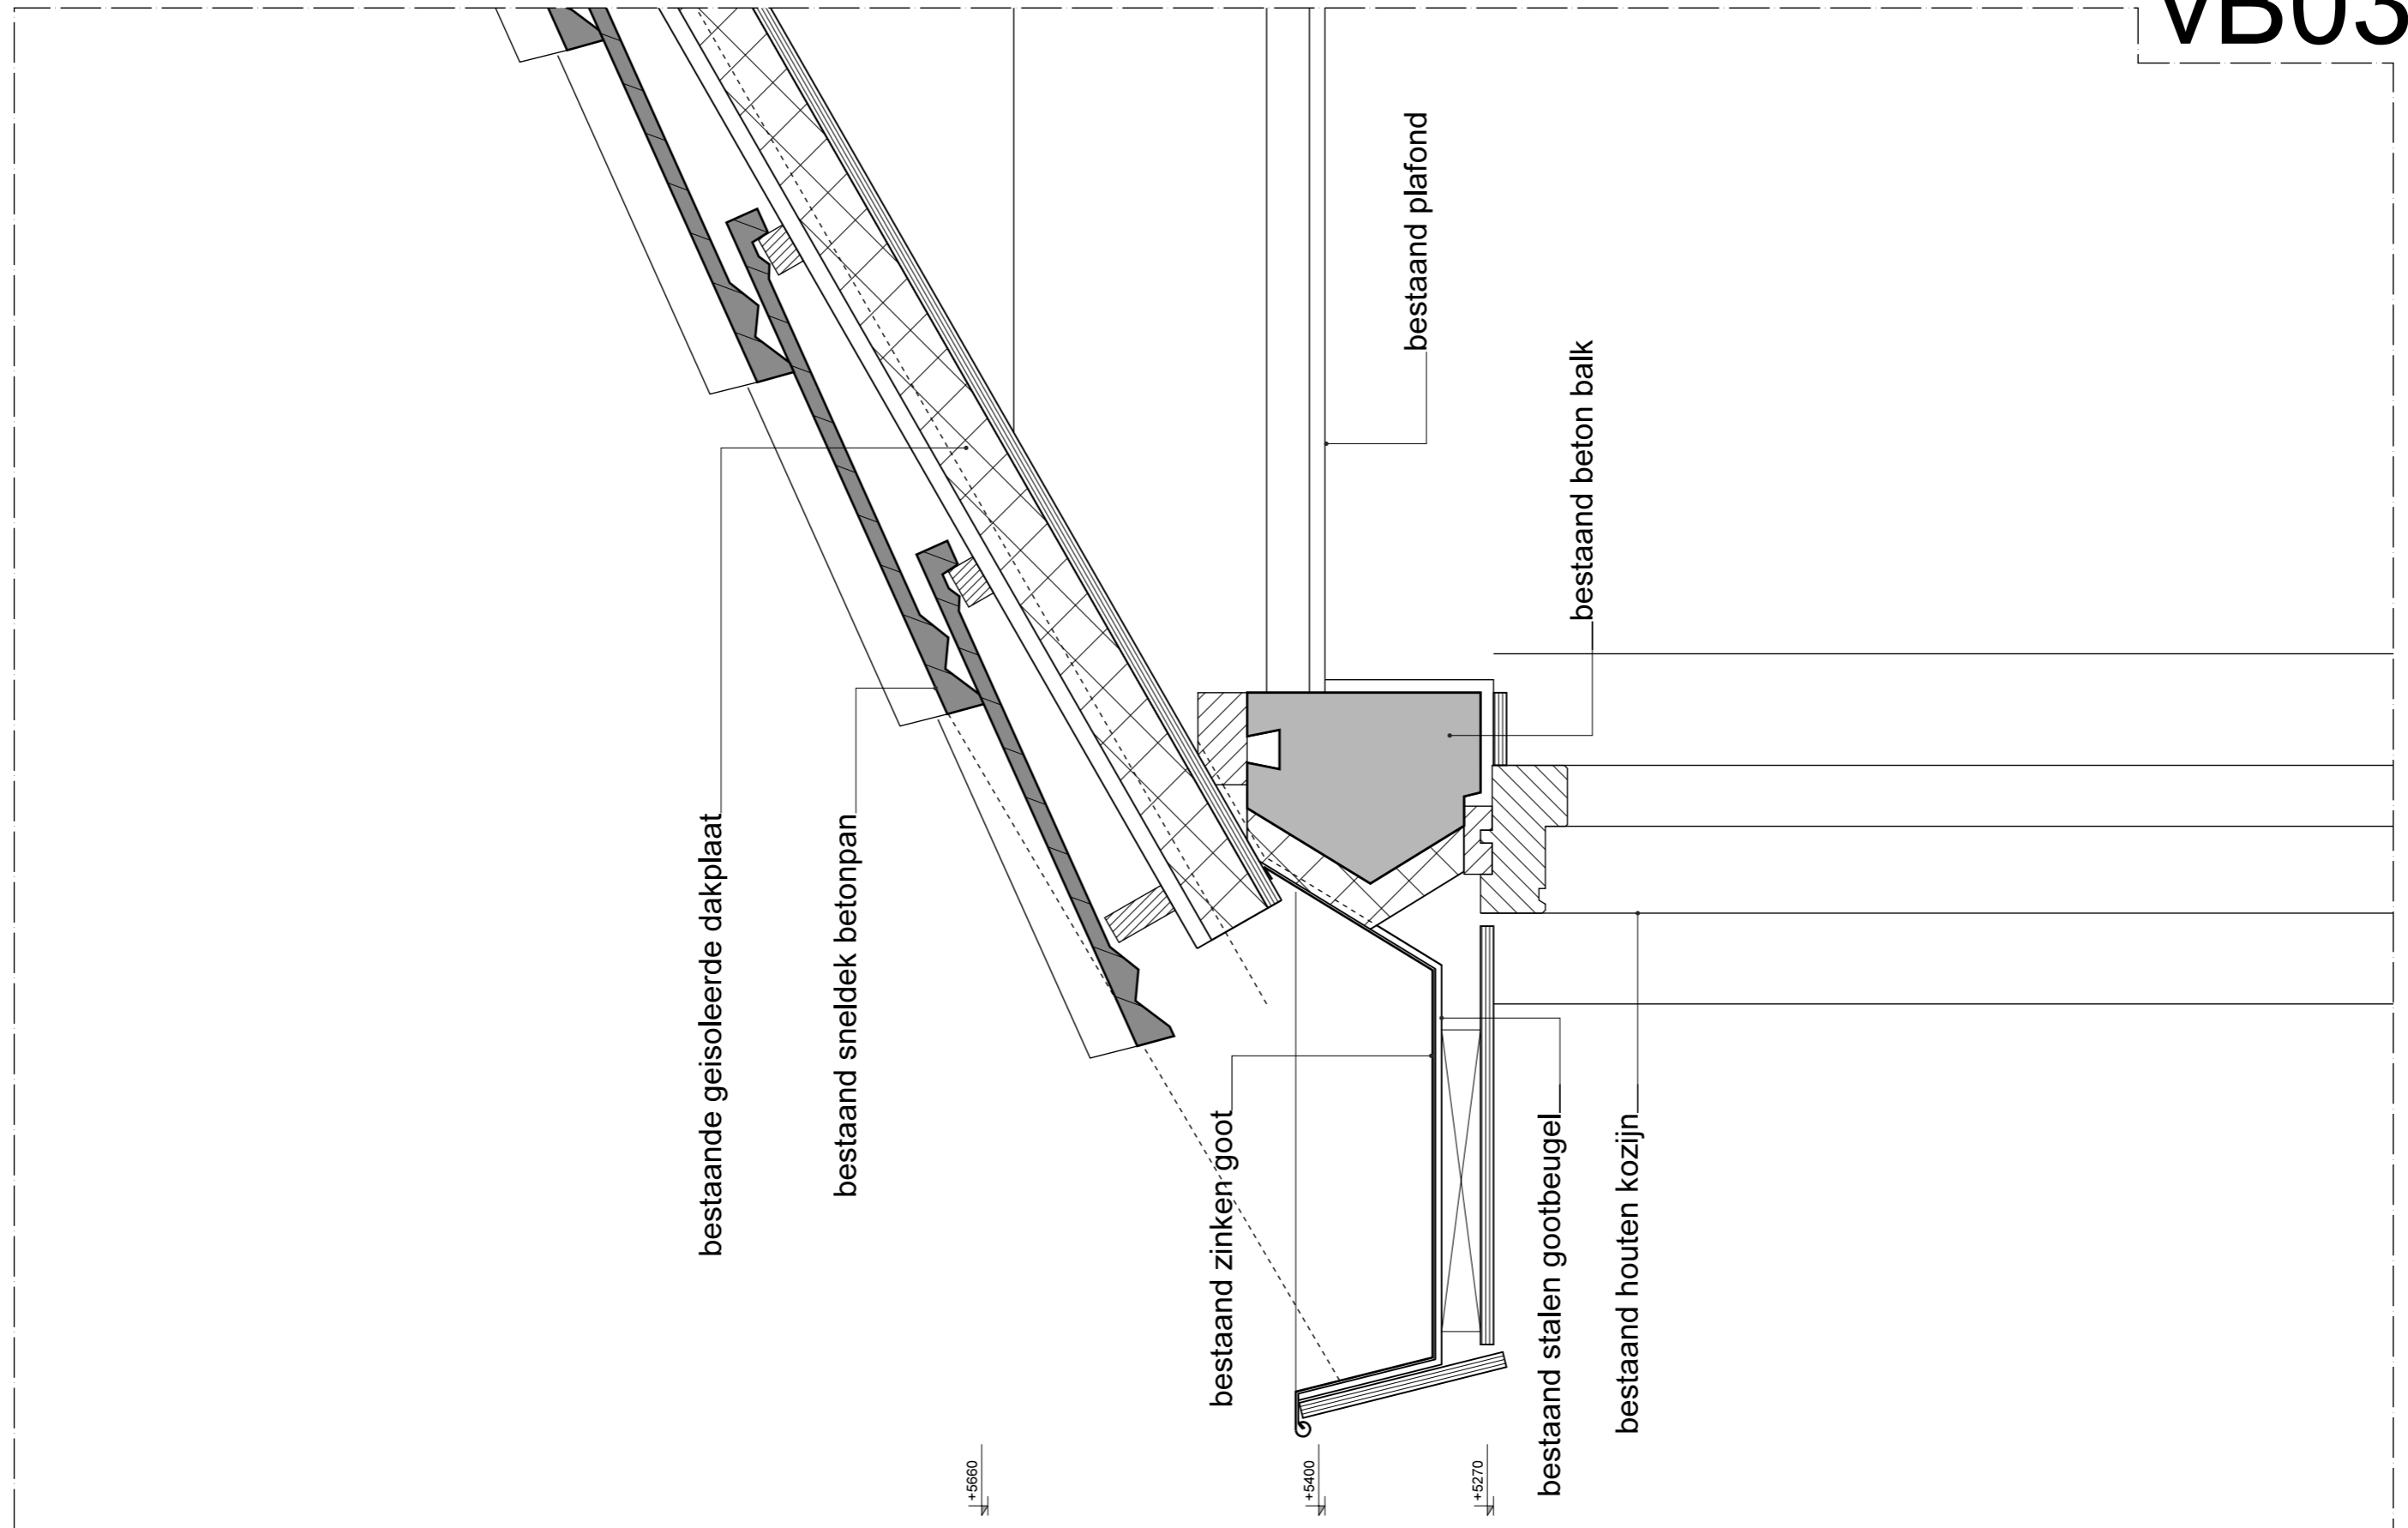 VB03
bestaande geisoleerde dakplaat
bestaand sneldek betonpan
bestaand zinken goot
bestaand plafond
bestaand stalen gootbeugel
bestaand beton balk
bestaand houten kozijn
+5660
+5400
+5270